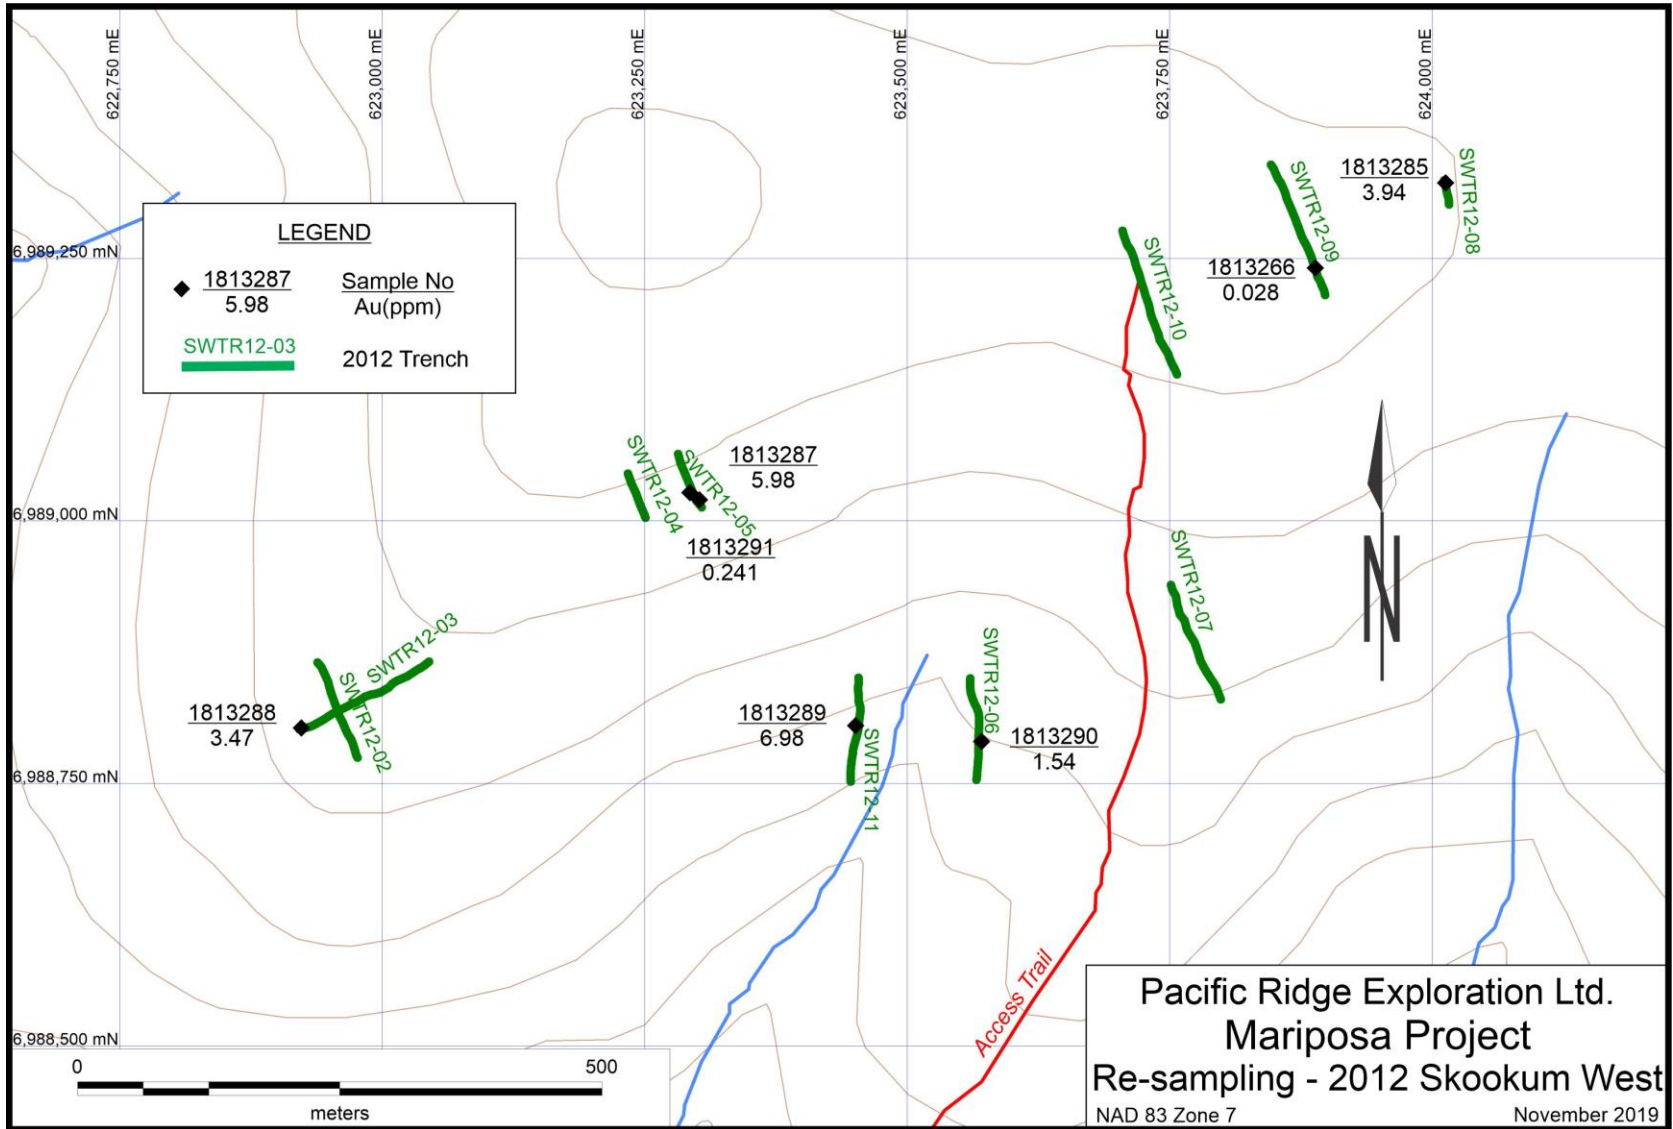 622,750 mE
623,000 mE
623,250 mE
623,500 mE
623,750 mE
624,000 mE
6,989,250 mN
6,989,000 mN
6,988,750 mN
6,988,500 mN
LEGEND
1813287
5.98
Sample No
Au(ppm)
SWTR12-03
2012 Trench
1813285
3.94
SWTR12-08
SWTR12-09
1813266
0.028
SWTR12-10
SWTR12-04
SWTR12-05
1813287
5.98
1813291
0.241
SWTR12-07
SWTR12-03
SWTR12-02
1813288
3.47
1813289
6.98
SWTR12-11
SWTR12-06
1813290
1.54
N
Access Trail
0
500
meters
Pacific Ridge Exploration Ltd.
Mariposa Project
Re-sampling - 2012 Skookum West
NAD 83 Zone 7
November 2019